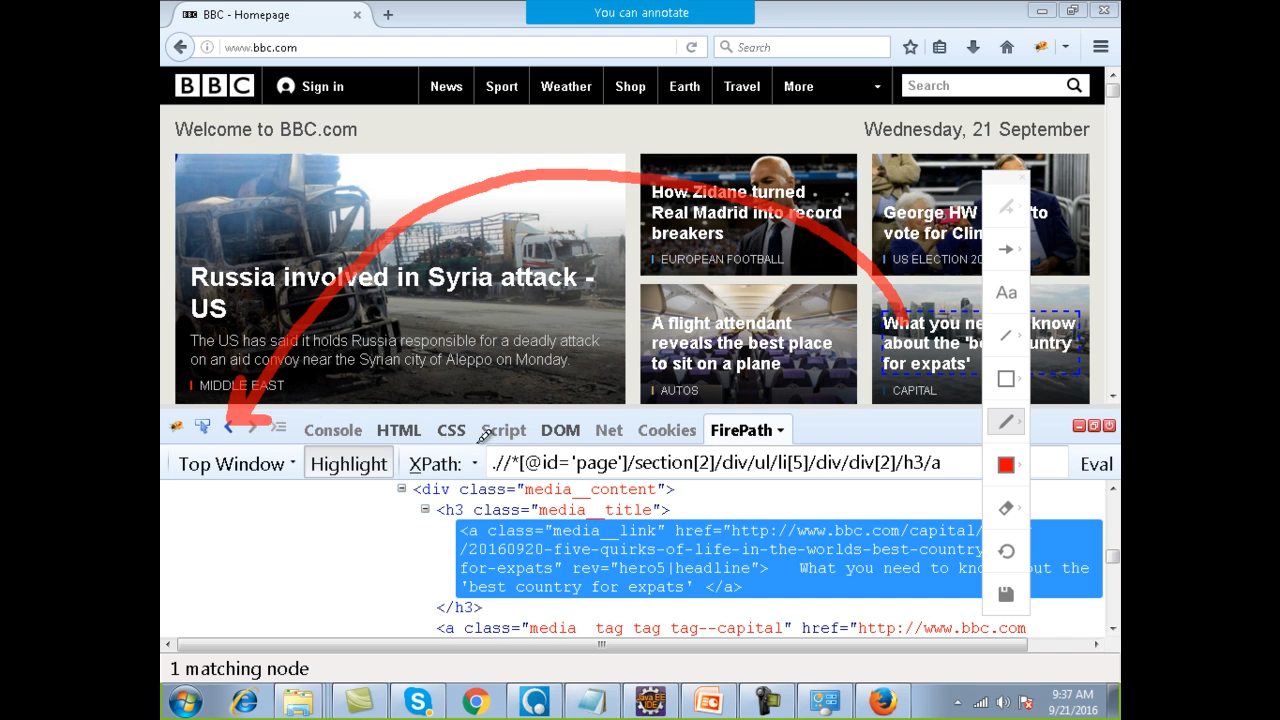 BBC - Homepage
You can annotate
www.bbc.com
Search
BBC
Sign in
News
Sport
Weather
Shop
Earth
Travel
More
Search
Welcome to BBC.com
Wednesday, 21 September
Russia involved in Syria attack -
US
The US has said it holds Russia responsible for a deadly attack
on an aid convoy near the Syrian city of Aleppo on Monday.
MIDDLE EAST
How Zidane turned
Real Madrid into record
breakers
EUROPEAN FOOTBALL
George HW to
vote for
US ELECTION
A flight attendant
reveals the best place
to sit on a plane
AUTOS
What you know
about the
for expats'
CAPITAL
Aa
Console
HTML
CSS
Script
DOM
Net
Cookies
FirePath
Top Window
Highlight
XPath:
.//*[@id='page']/section[2]/div/ul/li[5]/div/div[2]/h3/a
Eval
<div class="media__content">
<h3 class="media__title">
<a class="media__link" href="http://www.bbc.com/capital/
/20160920-five-quirks-of-life-in-the-worlds-best-country
for-expats" rev="hero5|headline"> What you need to the
'best country for expats' </a>
</h3>
<a class="media__tag tag tag--capital" href="http://www.bbc.com
1 matching node
Java EE
IDE
9:37 AM
9/21/2016